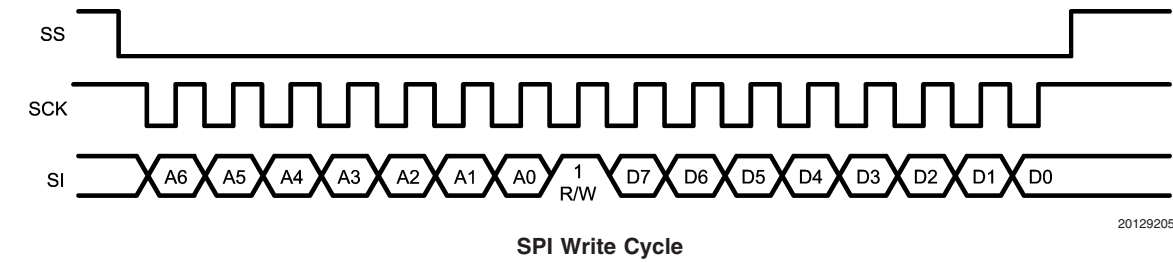 SS
SCK
SI A6 A5 A4 A3 A2 A1 A0 1 D7 D6 D5 D4 D3 D2 D1 D0
R/W
20129205
SPI Write Cycle